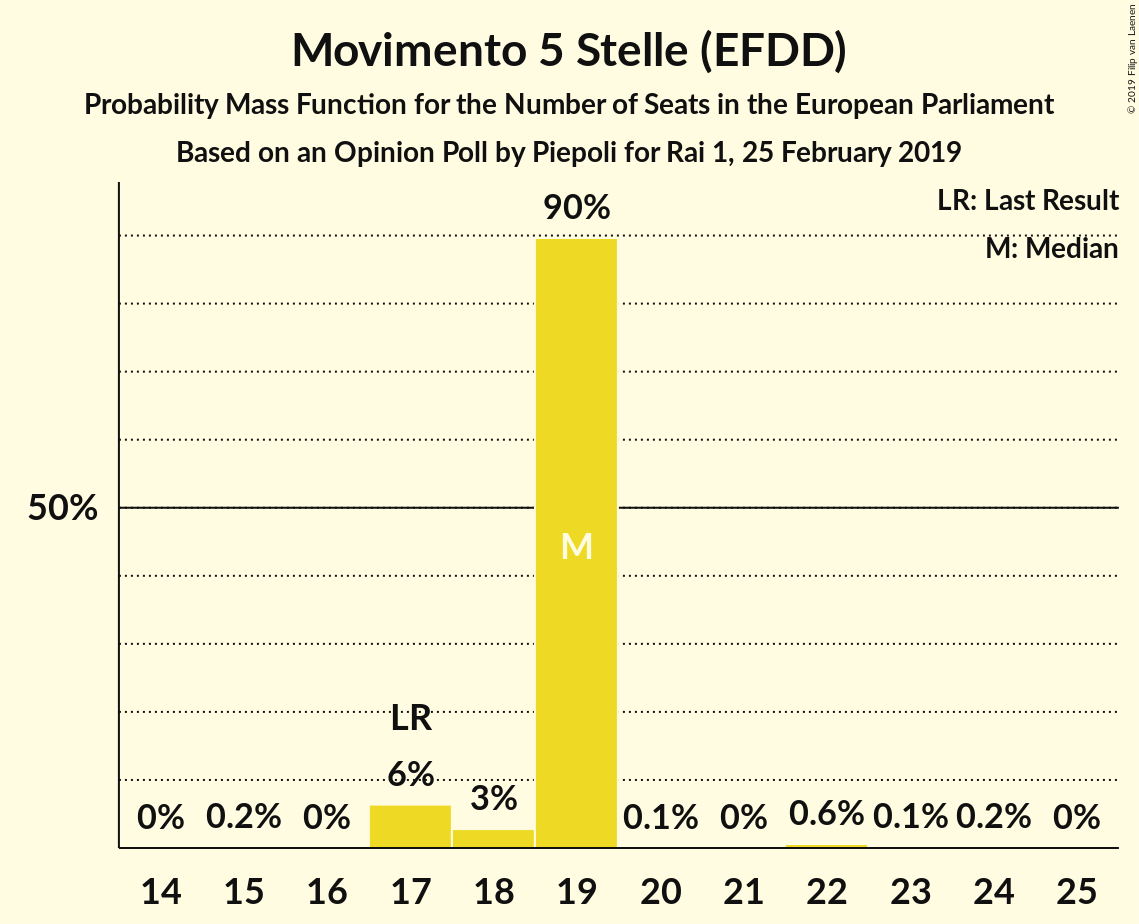 Movimento 5 Stelle (EFDD)
Probability Mass Function for the Number of Seats in the European Parliament
Based on an Opinion Poll by Piepoli for Rai 1, 25 February 2019
© 2019 Filip van Laenen
LR: Last Result
M: Median
90%
50%
M
LR
6%
3%
0% 0.2% 0% 0.1% 0% 0.6% 0.1% 0.2% 0%
14 15 16 17 18 19 20 21 22 23 24 25